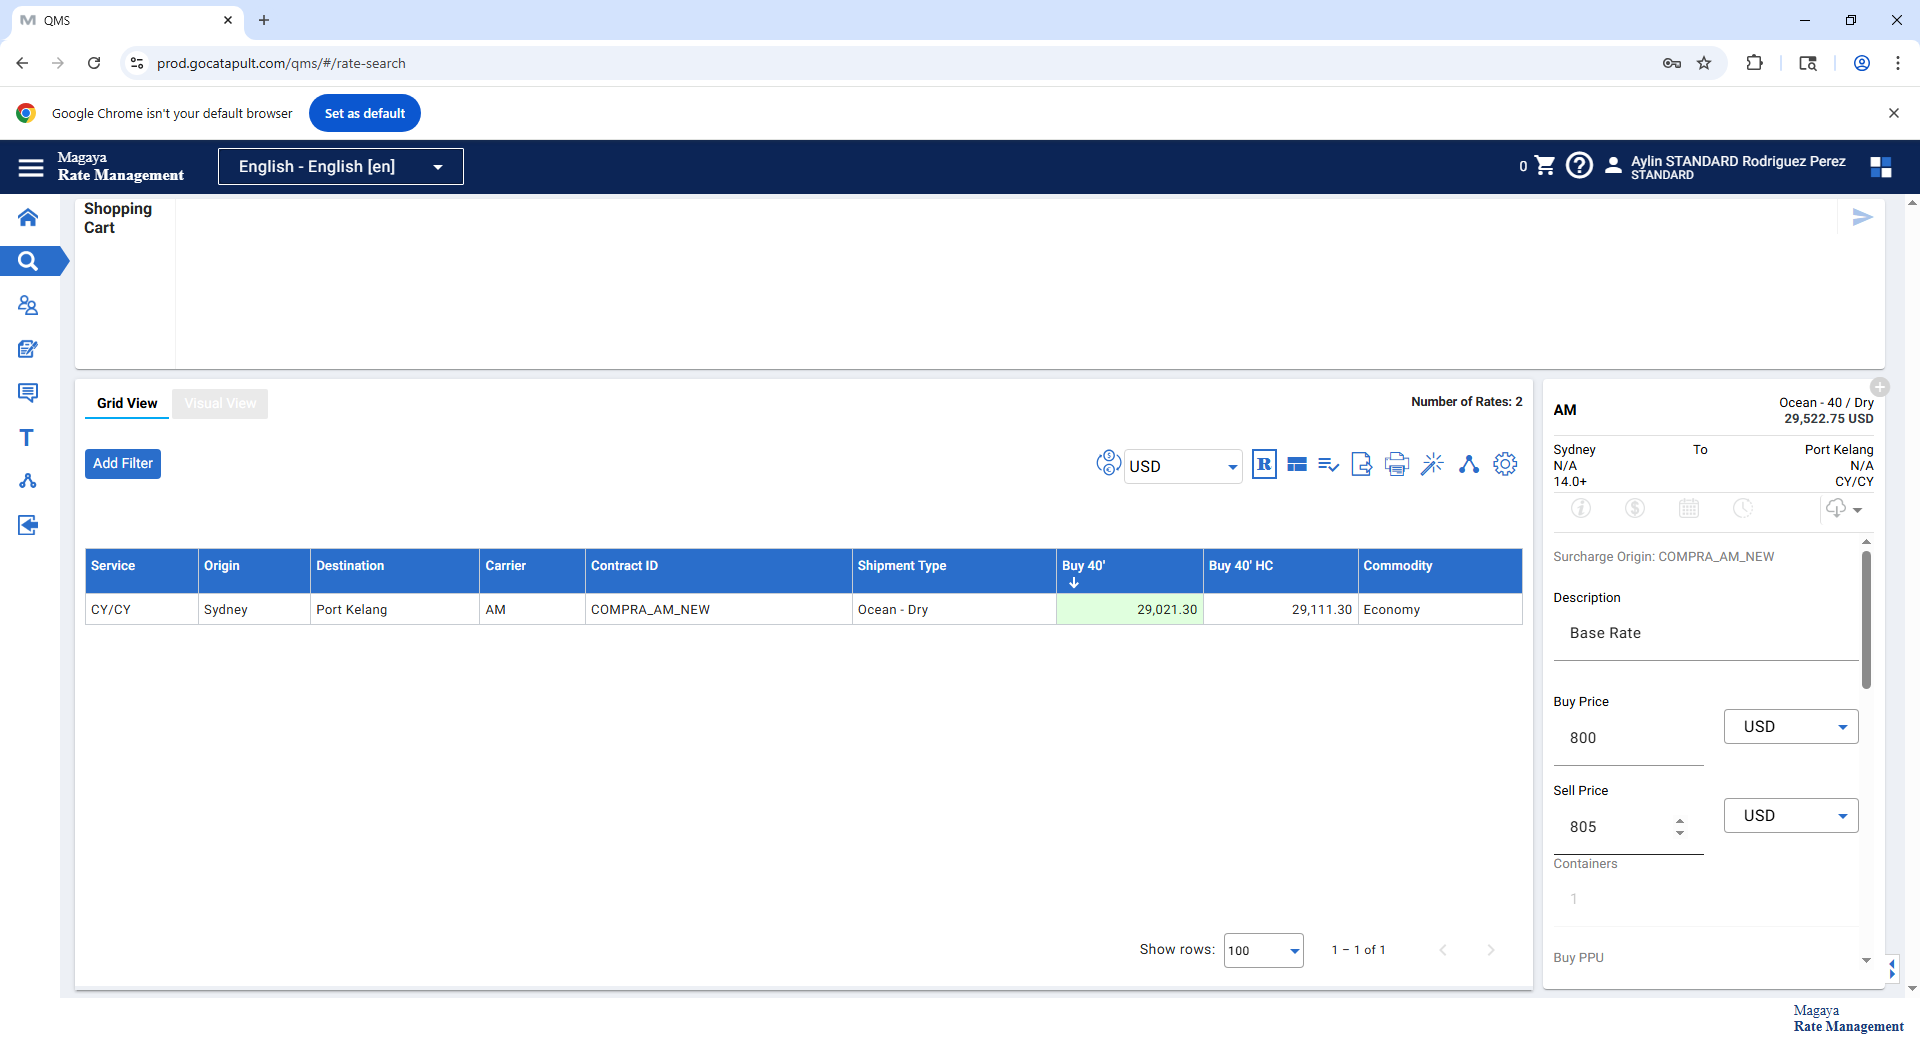 QMS
prod.gocatapult.com/qms/#/rate-search
Google Chrome isn't your default browser
Set as default
Magaya
Rate Management
English - English [en]
0
Aylin STANDARD Rodriguez Perez
STANDARD
Shopping
Cart
Grid View
Visual View
Number of Rates: 2
Add Filter
USD
R
Service
Origin
Destination
Carrier
Contract ID
Shipment Type
Buy 40'
Buy 40' HC
Commodity
CY/CY
Sydney
Port Kelang
AM
COMPRA_AM_NEW
Ocean - Dry
29,021.30
29,111.30
Economy
Show rows:
100
1 – 1 of 1
AM
Ocean - 40 / Dry
29,522.75 USD
Sydney
To
Port Kelang
N/A
N/A
14.0+
CY/CY
Surcharge Origin: COMPRA_AM_NEW
Description
Base Rate
Buy Price
800
USD
Sell Price
805
USD
Containers
1
Buy PPU
Magaya
Rate Management